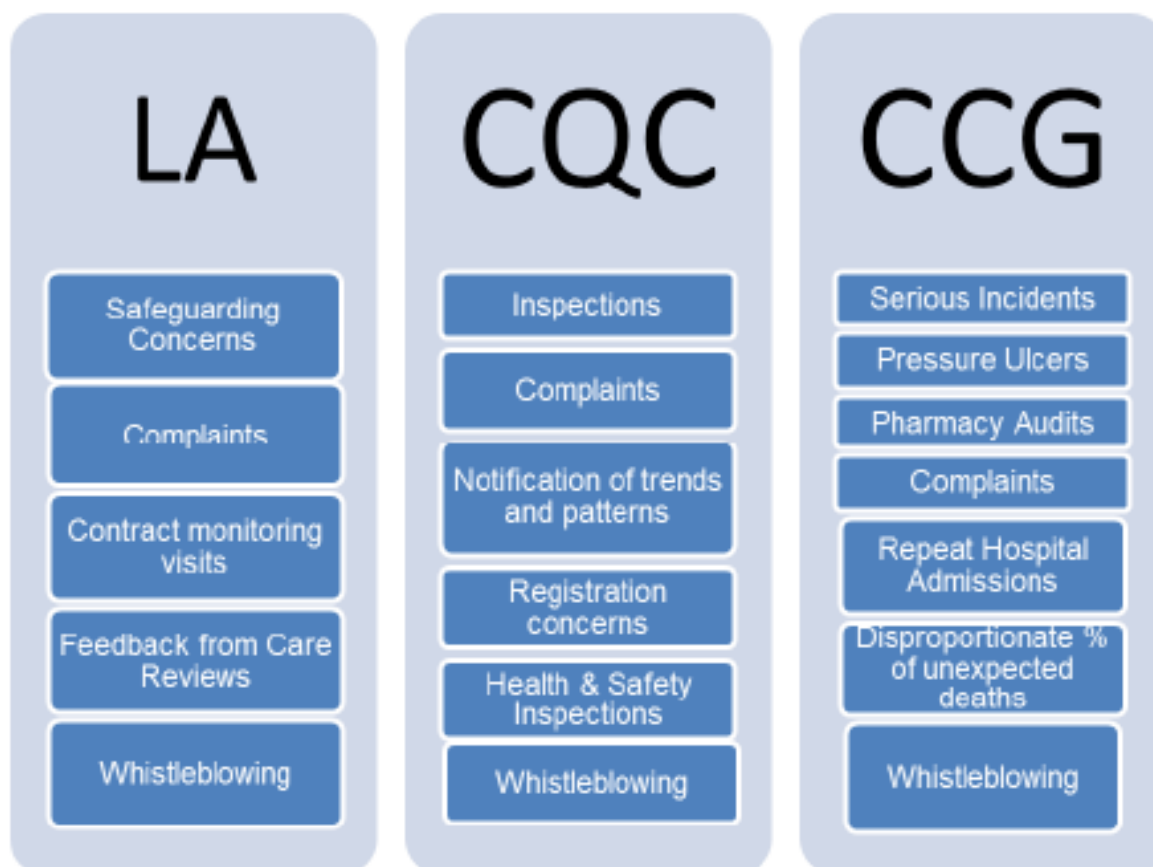 LA
Safeguarding
Concerns
Complaints
Contract monitoring
visits
Feedback from Care
Reviews
Whistleblowing
CQC
Inspections
Complaints
Notification of trends
and patterns
Registration
concerns
Health & Safety
Inspections
Whistleblowing
CCG
Serious Incidents
Pressure Ulcers
Pharmacy Audits
Complaints
Repeat Hospital
Admissions
Disproportionate %
of unexpected
deaths
Whistleblowing